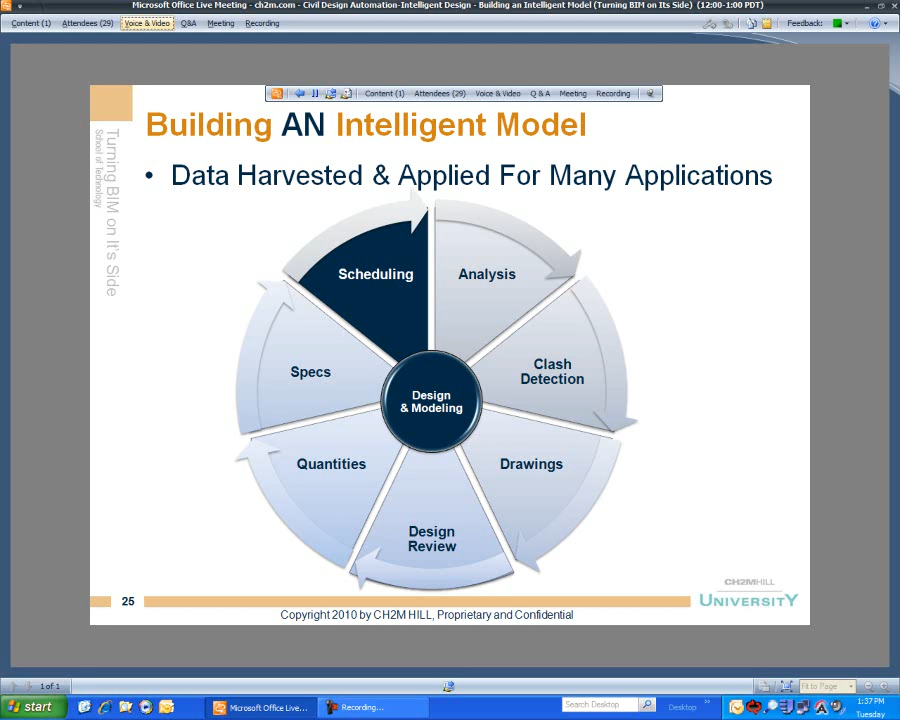 Microsoft Office Live Meeting - ch2m.com - Civil Design Automation-Intelligent Design - Building an Intelligent Model (Turning BIM on Its Side) (12:00-1:00 PDT)
Content (1) Attendees (29) Voice & Video Q&A Meeting Recording Feedback:
Content (1) Attendees (29) Voice & Video Q & A Meeting Recording
Turning BIM on It's Side
School of Technology
Building AN Intelligent Model
• Data Harvested & Applied For Many Applications
Scheduling
Analysis
Specs
Clash
Detection
Design
& Modeling
Quantities
Drawings
Design
Review
25
CH2MHILL
UNIVERSITY
Copyright 2010 by CH2M HILL, Proprietary and Confidential
1 of 1
Fit to Page
start
Microsoft Office Live...
Recording...
Search Desktop
Desktop
1:37 PM
Tuesday